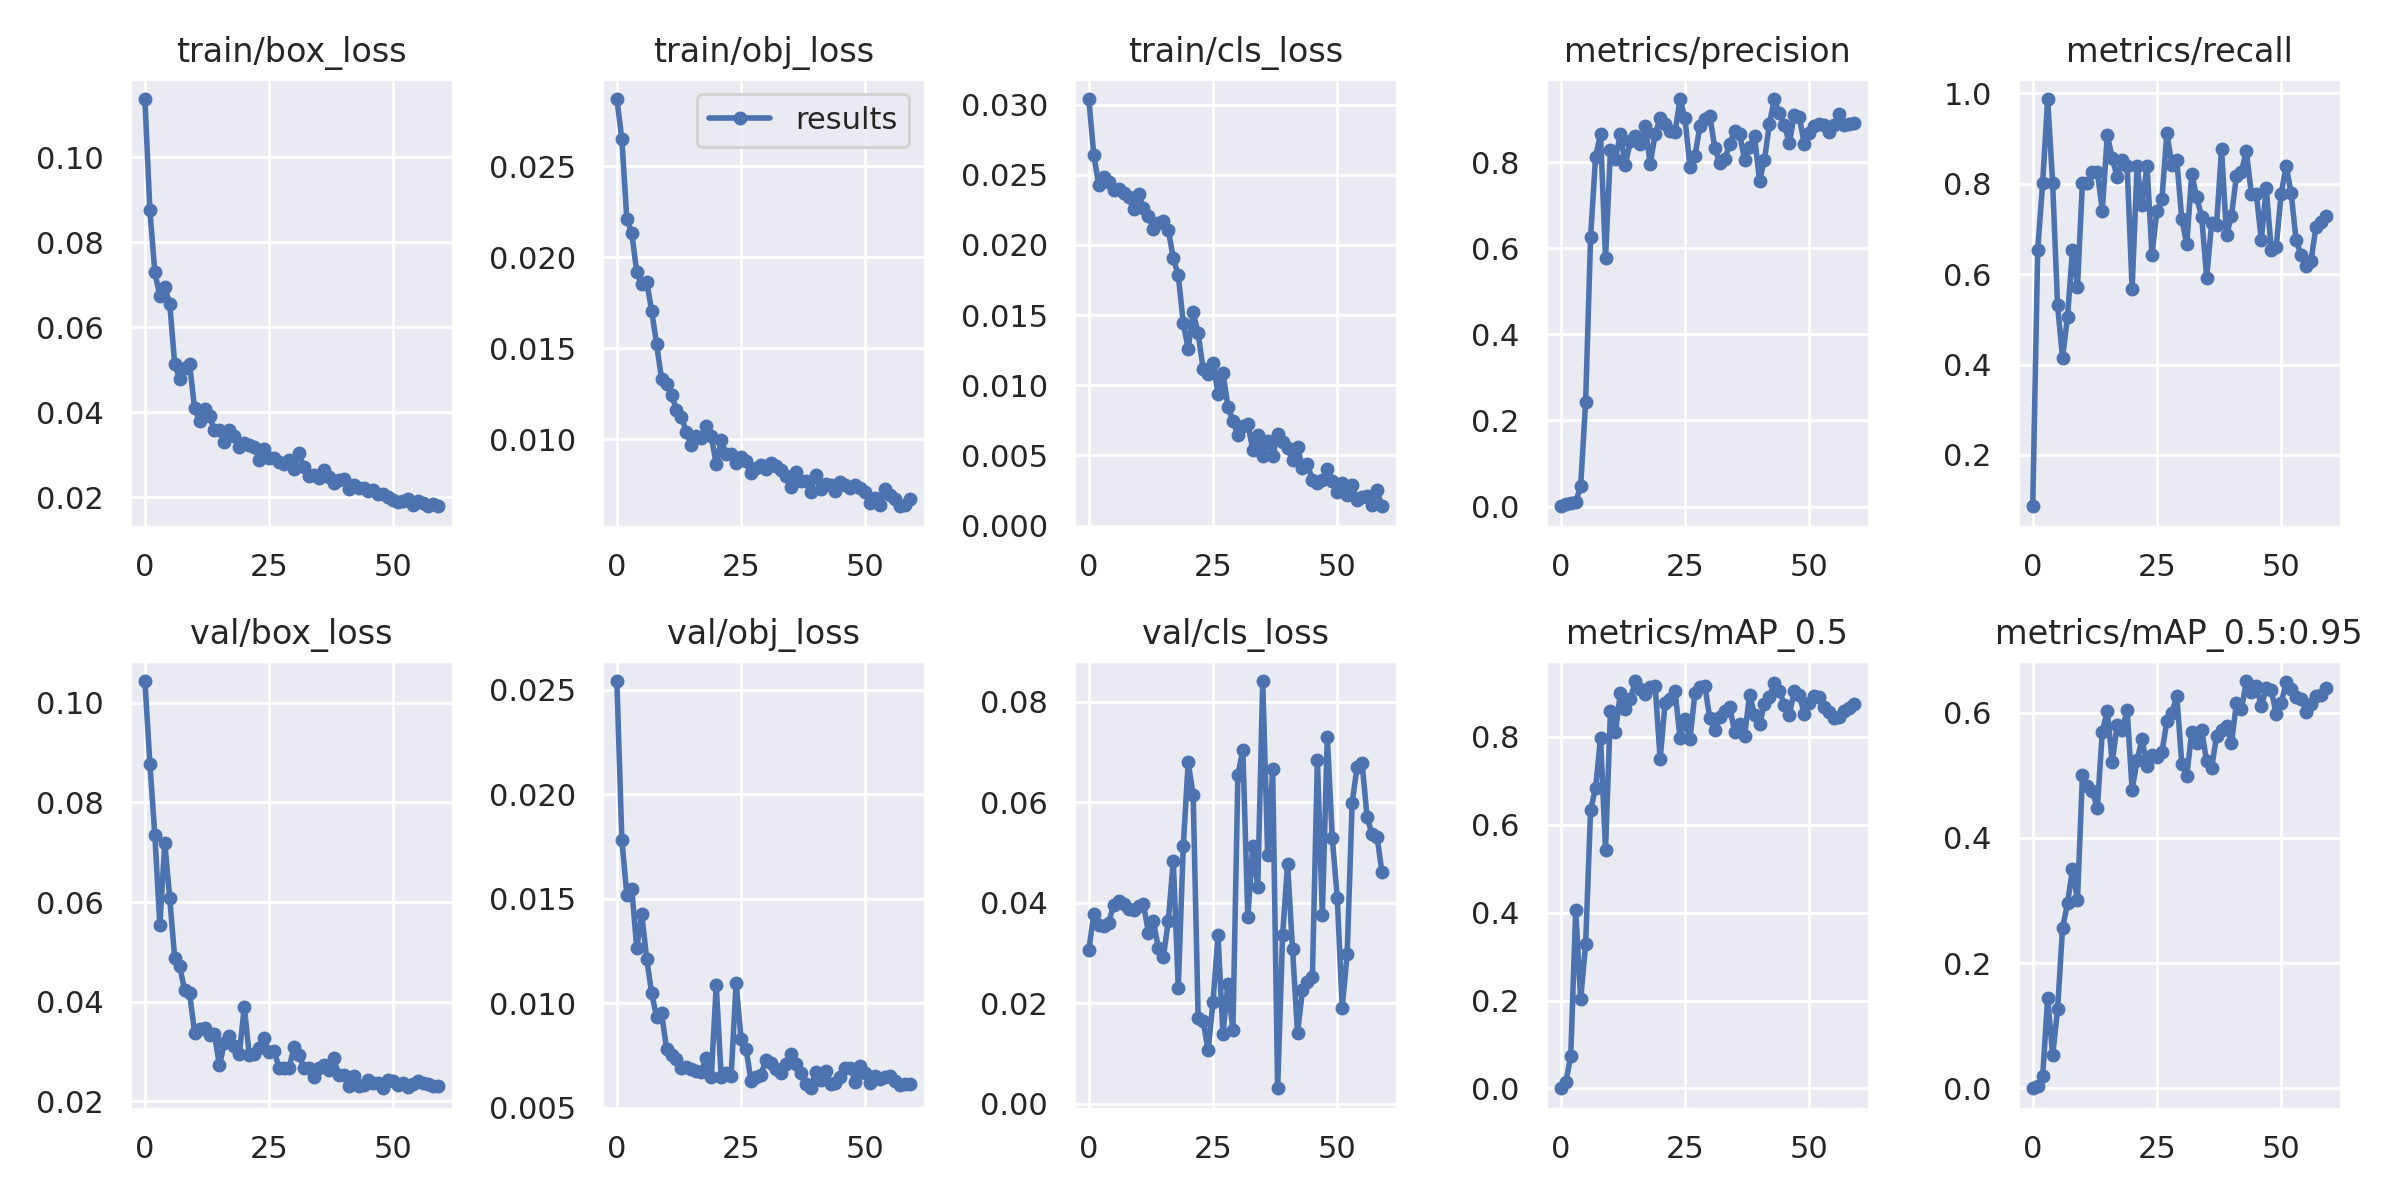 train/box_loss
0.10
0.08
0.06
0.04
0.02
0 25 50
train/obj_loss
results
0.025
0.020
0.015
0.010
0 25 50
train/cls_loss
0.030
0.025
0.020
0.015
0.010
0.005
0.000
0 25 50
metrics/precision
0.8
0.6
0.4
0.2
0.0
0 25 50
metrics/recall
1.0
0.8
0.6
0.4
0.2
0 25 50
val/box_loss
0.10
0.08
0.06
0.04
0.02
0 25 50
val/obj_loss
0.025
0.020
0.015
0.010
0.005
0 25 50
val/cls_loss
0.08
0.06
0.04
0.02
0.00
0 25 50
metrics/mAP_0.5
0.8
0.6
0.4
0.2
0.0
0 25 50
metrics/mAP_0.5:0.95
0.6
0.4
0.2
0.0
0 25 50